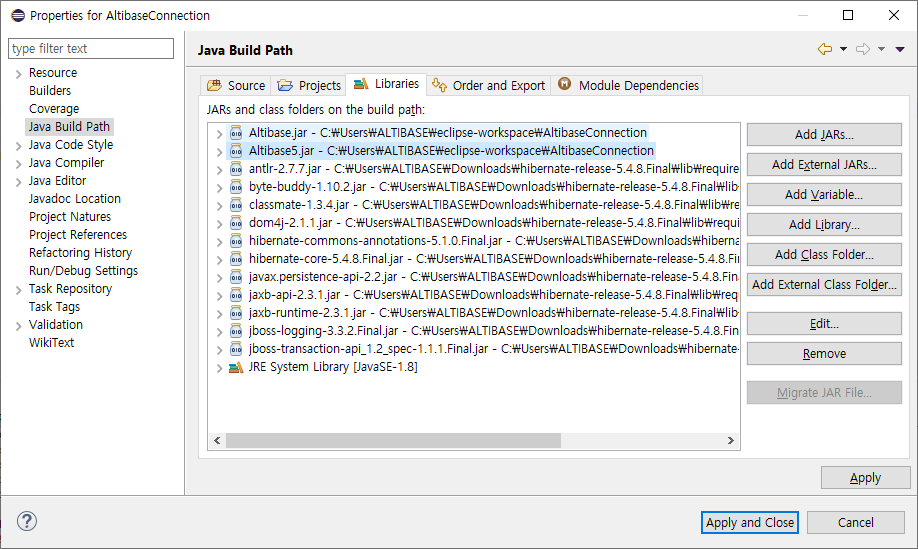 Properties for AltibaseConnection
type filter text
Resource
Builders
Coverage
Java Build Path
Java Code Style
Java Compiler
Java Editor
Javadoc Location
Project Natures
Project References
Refactoring History
Run/Debug Settings
Task Repository
Task Tags
Validation
WikiText
Java Build Path
Source
Projects
Libraries
Order and Export
Module Dependencies
JARs and class folders on the build path:
Altibase.jar - C:₩Users₩ALTIBASE₩eclipse-workspace₩AltibaseConnection
Altibase5.jar - C:₩Users₩ALTIBASE₩eclipse-workspace₩AltibaseConnection
antlr-2.7.7.jar - C:₩Users₩ALTIBASE₩Downloads₩hibernate-release-5.4.8.Final₩lib₩require
byte-buddy-1.10.2.jar - C:₩Users₩ALTIBASE₩Downloads₩hibernate-release-5.4.8.Final₩lib
classmate-1.3.4.jar - C:₩Users₩ALTIBASE₩Downloads₩hibernate-release-5.4.8.Final₩lib₩re
dom4j-2.1.1.jar - C:₩Users₩ALTIBASE₩Downloads₩hibernate-release-5.4.8.Final₩lib₩requi
hibernate-commons-annotations-5.1.0.Final.jar - C:₩Users₩ALTIBASE₩Downloads₩hiberna
hibernate-core-5.4.8.Final.jar - C:₩Users₩ALTIBASE₩Downloads₩hibernate-release-5.4.8.F
javax.persistence-api-2.2.jar - C:₩Users₩ALTIBASE₩Downloads₩hibernate-release-5.4.8.Fin
jaxb-api-2.3.1.jar - C:₩Users₩ALTIBASE₩Downloads₩hibernate-release-5.4.8.Final₩lib₩req
jaxb-runtime-2.3.1.jar - C:₩Users₩ALTIBASE₩Downloads₩hibernate-release-5.4.8.Final₩lib
jboss-logging-3.3.2.Final.jar - C:₩Users₩ALTIBASE₩Downloads₩hibernate-release-5.4.8.Fin
jboss-transaction-api_1.2_spec-1.1.1.Final.jar - C:₩Users₩ALTIBASE₩Downloads₩hibernate-
JRE System Library [JavaSE-1.8]
Add JARs...
Add External JARs...
Add Variable...
Add Library...
Add Class Folder...
Add External Class Folder...
Edit...
Remove
Migrate JAR File...
Apply
Apply and Close
Cancel